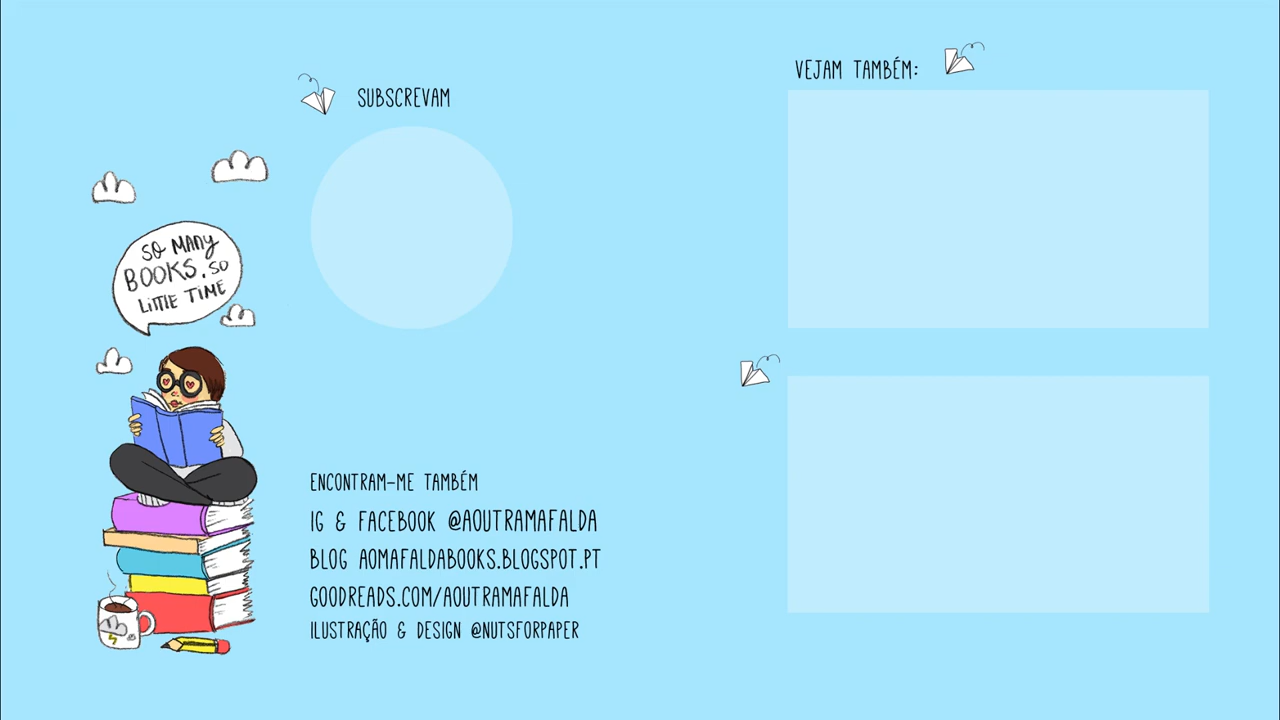 SUBSCREVAM
VEJAM TAMBÉM:
SO MANY
BOOKS, SO
LITTLE TIME
ENCONTRAM-ME TAMBÉM
IG & FACEBOOK @AOUTRAMAFALDA
BLOG AOMAFALDABOOKS.BLOGSPOT.PT
GOODREADS.COM/AOUTRAMAFALDA
ILUSTRAÇÃO & DESIGN @NUTSFORPAPER